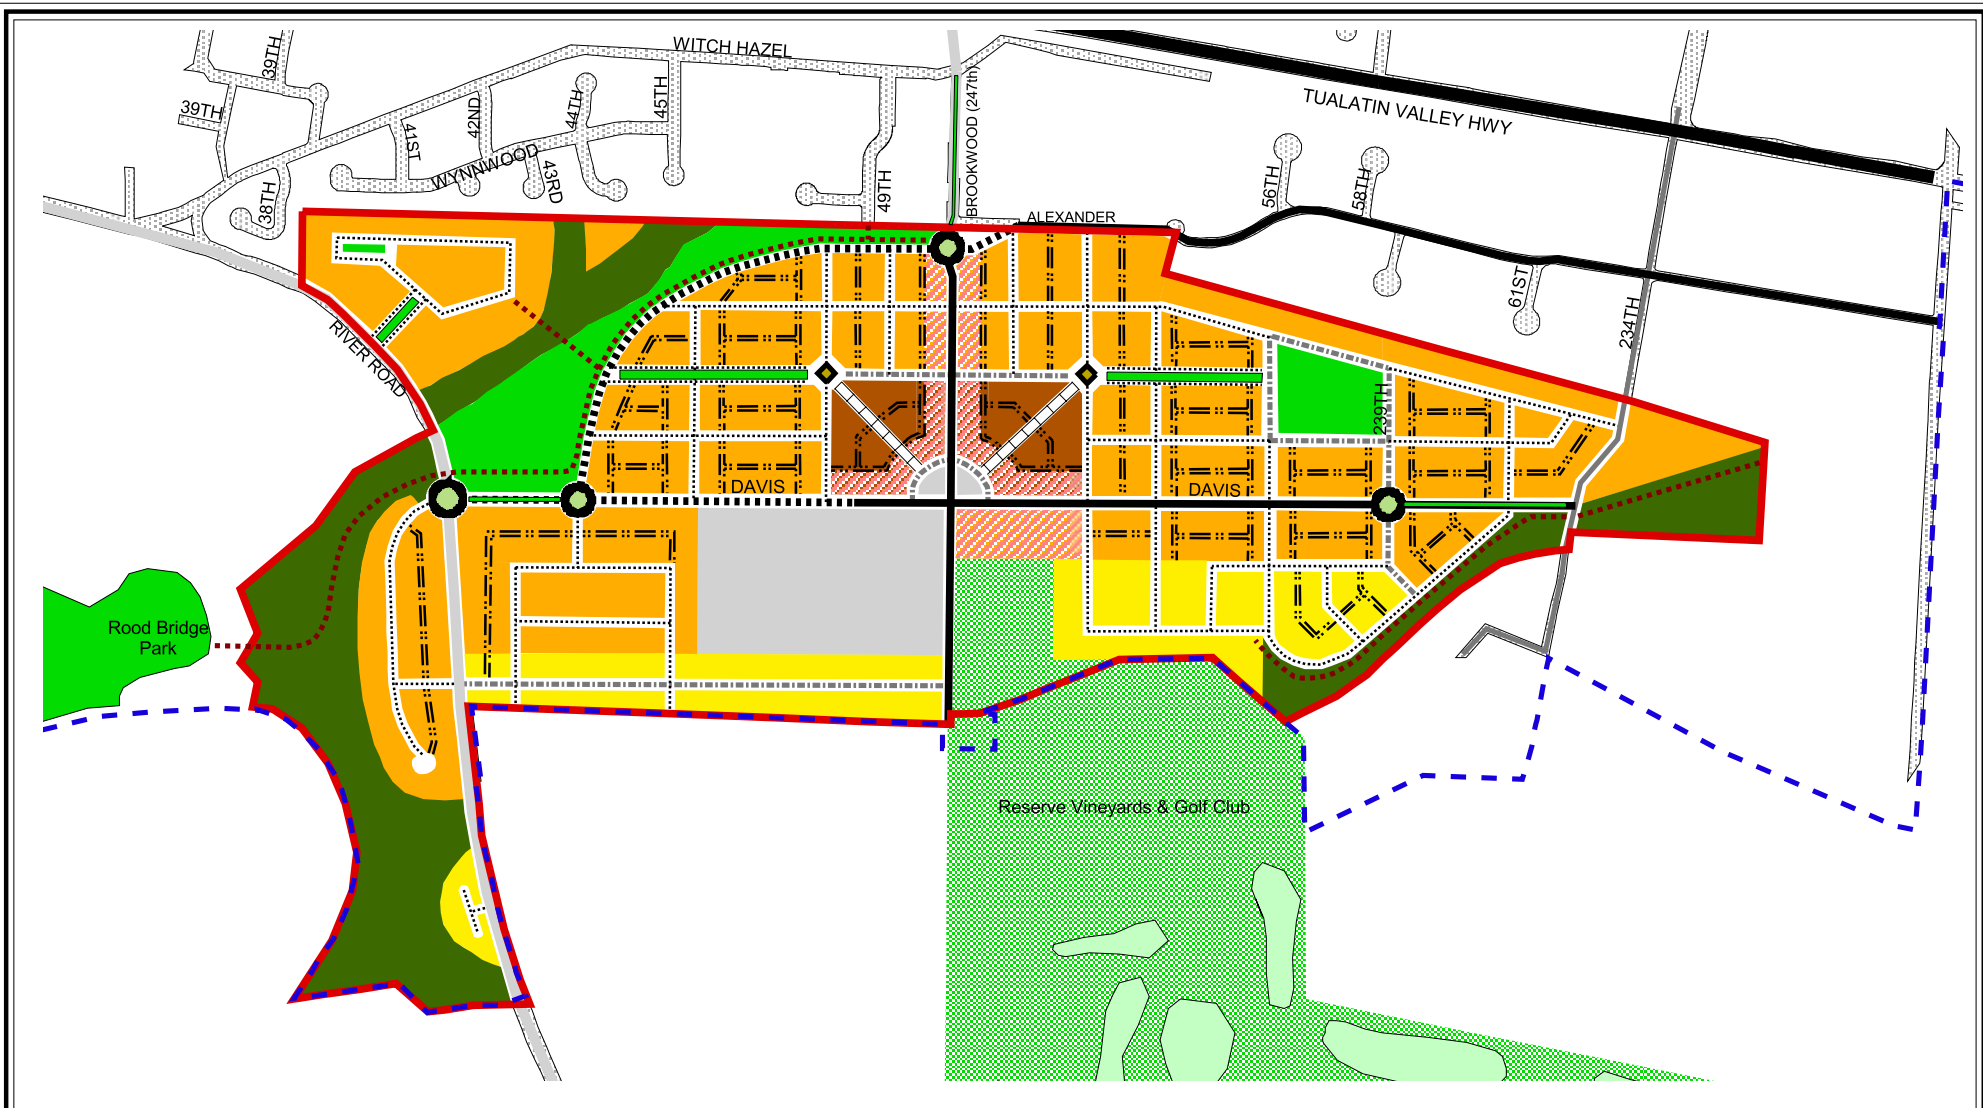 WITCH HAZEL
39TH
39TH
41ST
42ND
44TH
45TH
WYNNWOOD
43RD
38TH
49TH
BROOKWOOD (247th)
TUALATIN VALLEY HWY
56TH
58TH
ALEXANDER
61ST
234TH
RIVER ROAD
239TH
DAVIS
DAVIS
Rood Bridge
Park
Reserve Vineyards & Golf Club